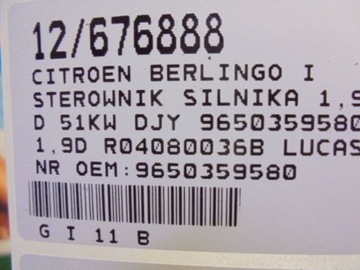 12/676888
CITROEN BERLINGO I
STEROWNIK SILNIKA 1,9
D 51KW DJY 9650359580
1,9D R04080036B LUCAS
NR OEM:9650359580
G I 11 B